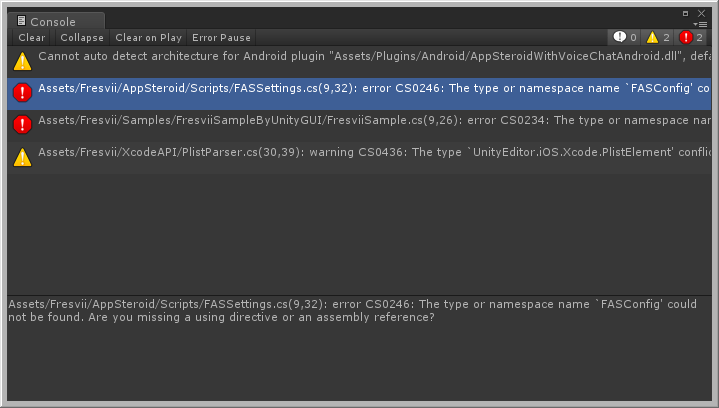 Console
Clear Collapse Clear on Play Error Pause 0 2 2
Cannot auto detect architecture for Android plugin "Assets/Plugins/Android/AppSteroidWithVoiceChatAndroid.dll", defa
Assets/Fresvii/AppSteroid/Scripts/FASSettings.cs(9,32): error CS0246: The type or namespace name `FASConfig' co
Assets/Fresvii/Samples/FresviiSampleByUnityGUI/FresviiSample.cs(9,26): error CS0234: The type or namespace nar
Assets/Fresvii/XcodeAPI/PlistParser.cs(30,39): warning CS0436: The type `UnityEditor.iOS.Xcode.PlistElement' conflic
Assets/Fresvii/AppSteroid/Scripts/FASSettings.cs(9,32): error CS0246: The type or namespace name `FASConfig' could
not be found. Are you missing a using directive or an assembly reference?